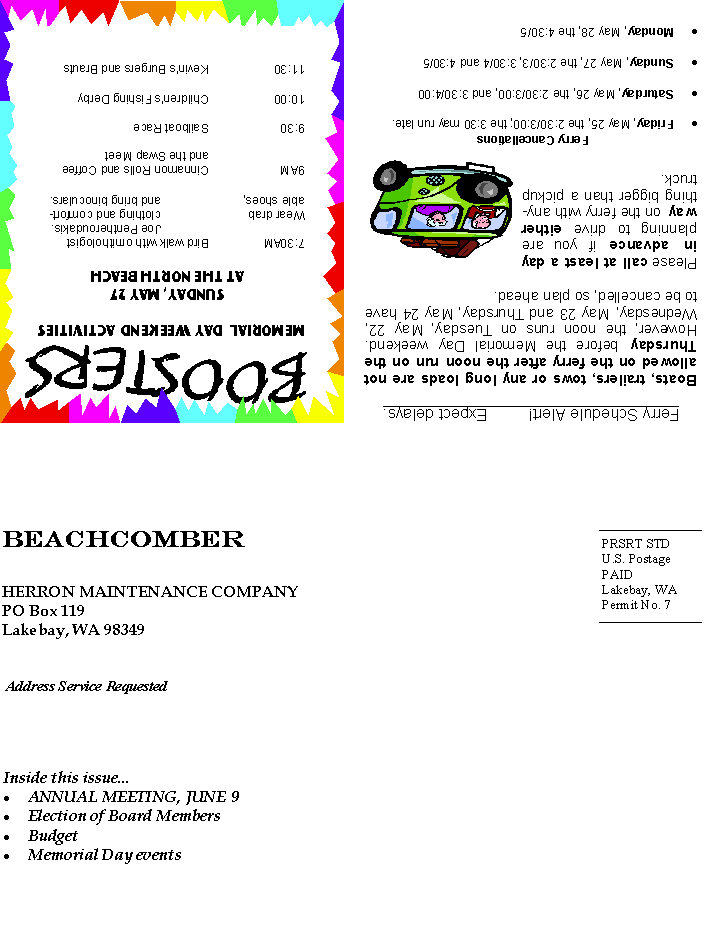 BOOSTERS
MEMORIAL DAY WEEKEND ACTIVITIES
SUNDAY, MAY 27
AT THE NORTH BEACH
7:30AM Bird walk with ornithologist
Joe Pentheroudakis.
Wear drab clothing and comfort-
able shoes, and bring binoculars.
9AM Cinnamon Rolls and Coffee
and the Swap Meet
9:30 Sailboat Race
10:00 Children's Fishing Derby
11:30 Kevin's Burgers and Brauts
Ferry Schedule Alert! Expect delays.
Boats, trailers, tows or any long loads are not
allowed on the ferry after the noon run on the
Thursday before the Memorial Day weekend.
However, the noon runs on Tuesday, May 22,
Wednesday, May 23 and Thursday, May 24 have
to be cancelled, so plan ahead.
Please call at least a day
in advance if you are
planning to drive either
way on the ferry with any-
thing bigger than a pickup
truck.
Ferry Cancellations
• Friday, May 25, the 2:30/3:00; the 3:30 may run late.
• Saturday, May 26, the 2:30/3:00, and 3:30/4:00
• Sunday, May 27, the 2:30/3, 3:30/4 and 4:30/5
• Monday, May 28, the 4:30/5
BEACHCOMBER
HERRON MAINTENANCE COMPANY
PO Box 119
Lakebay, WA 98349
PRSRT STD
U.S. Postage
PAID
Lakebay, WA
Permit No. 7
Address Service Requested
Inside this issue...
• ANNUAL MEETING, JUNE 9
• Election of Board Members
• Budget
• Memorial Day events